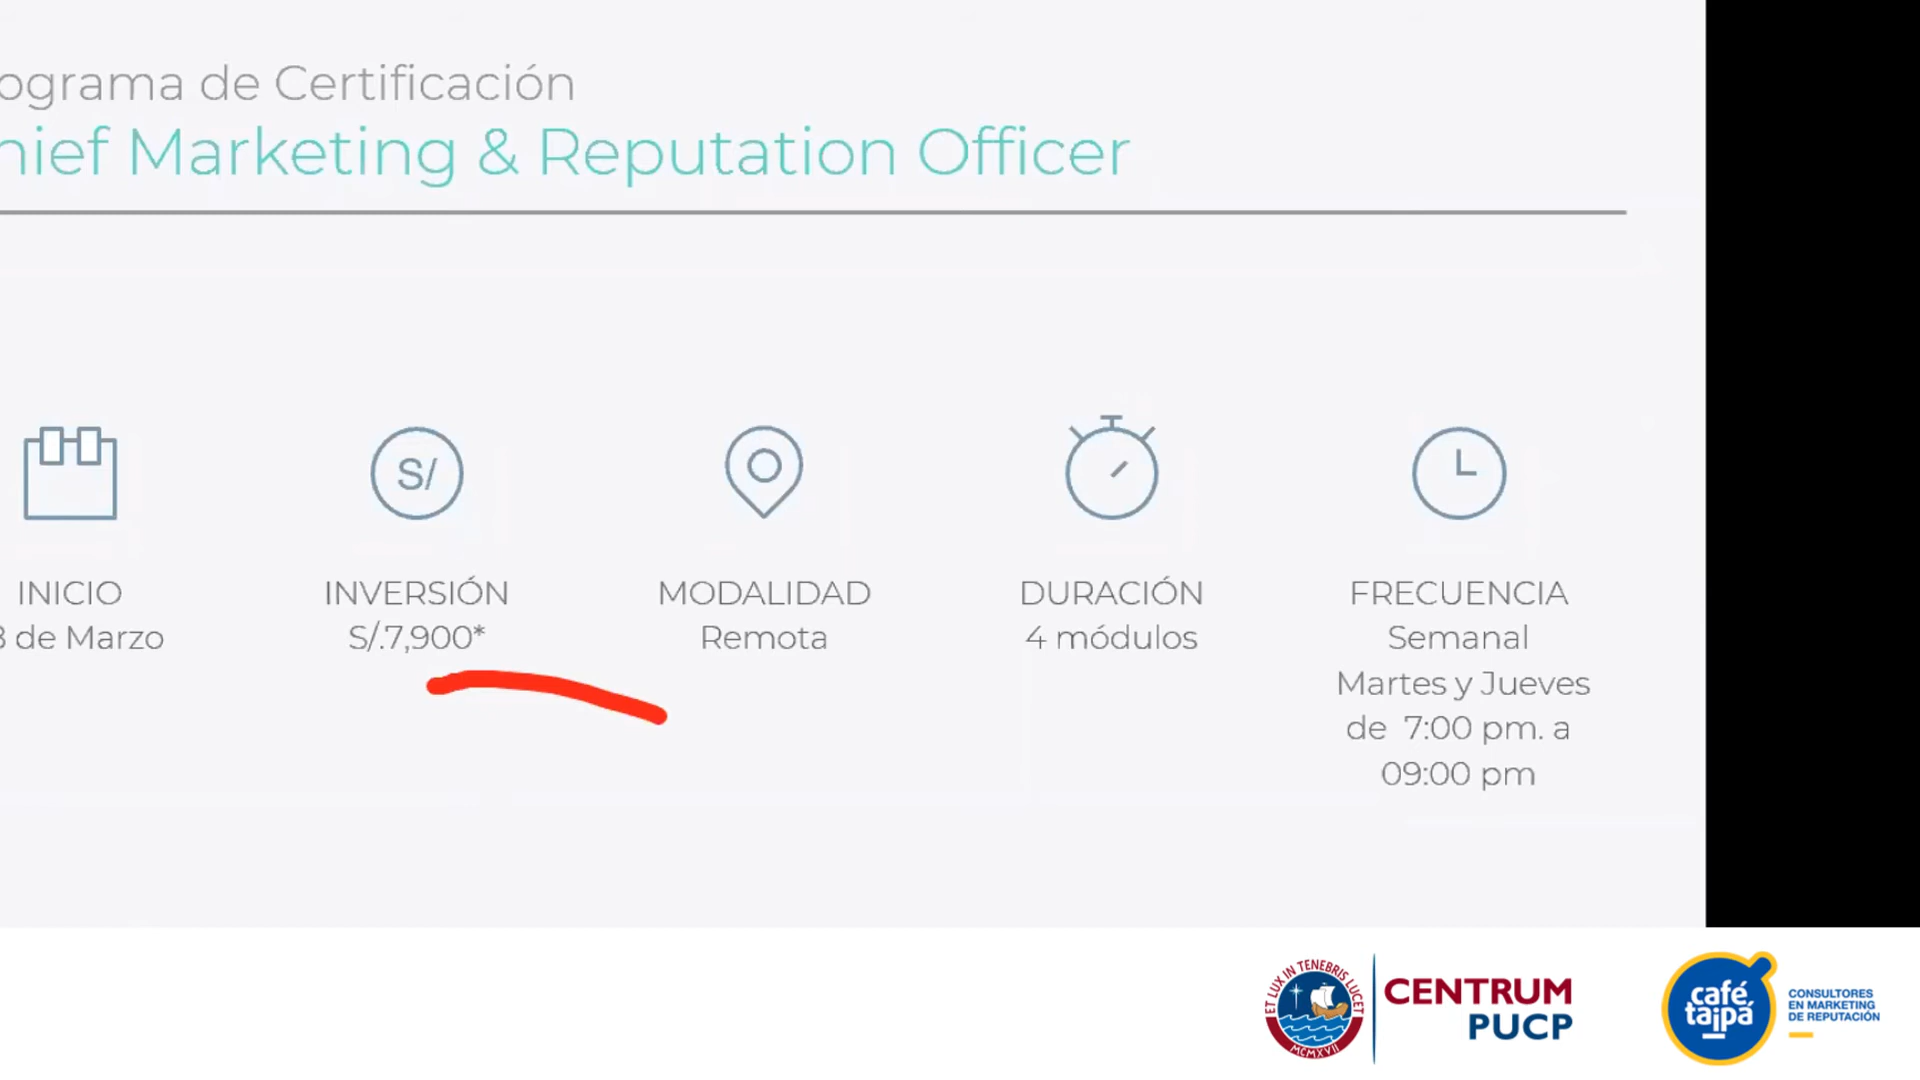 ograma de Certificación
hief Marketing & Reputation Officer
S/
INICIO
de Marzo
INVERSIÓN
S/.7,900*
MODALIDAD
Remota
DURACIÓN
4 módulos
FRECUENCIA
Semanal
Martes y Jueves
de 7:00 pm. a
09:00 pm
ET LUX IN TENEBRIS LUCET
MCMXVII
CENTRUM
PUCP
café
taipá
CONSULTORES
EN MARKETING
DE REPUTACIÓN